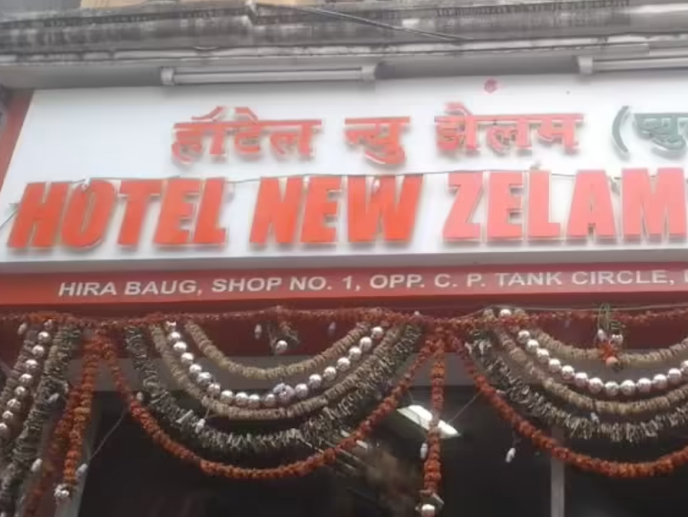 हॉटेल न्यु झेलम
HOTEL NEW ZELAM
HIRA BAUG, SHOP NO. 1, OPP. C. P. TANK CIRCLE,